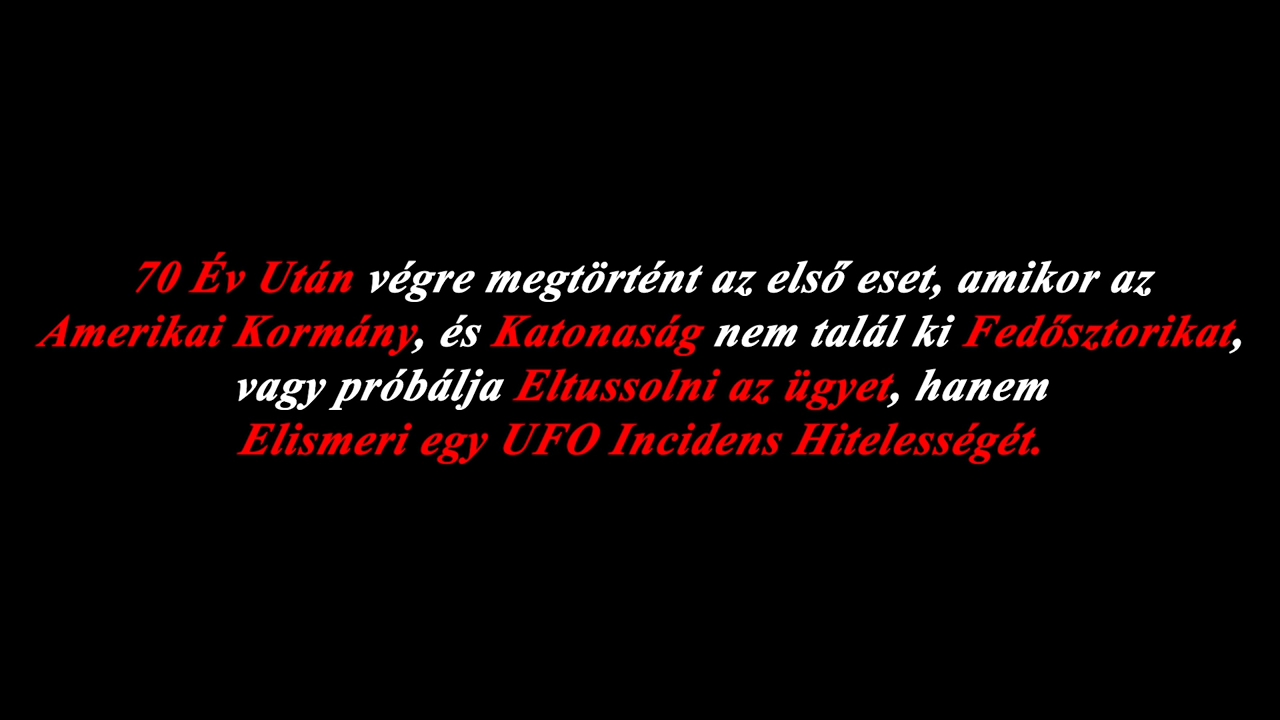 70 Év Után végre megtörtént az első eset, amikor az
Amerikai Kormány, és Katonaság nem talál ki Fedősztorikat,
vagy próbálja Eltussolni az ügyet, hanem
Elismeri egy UFO Incidens Hitelességét.